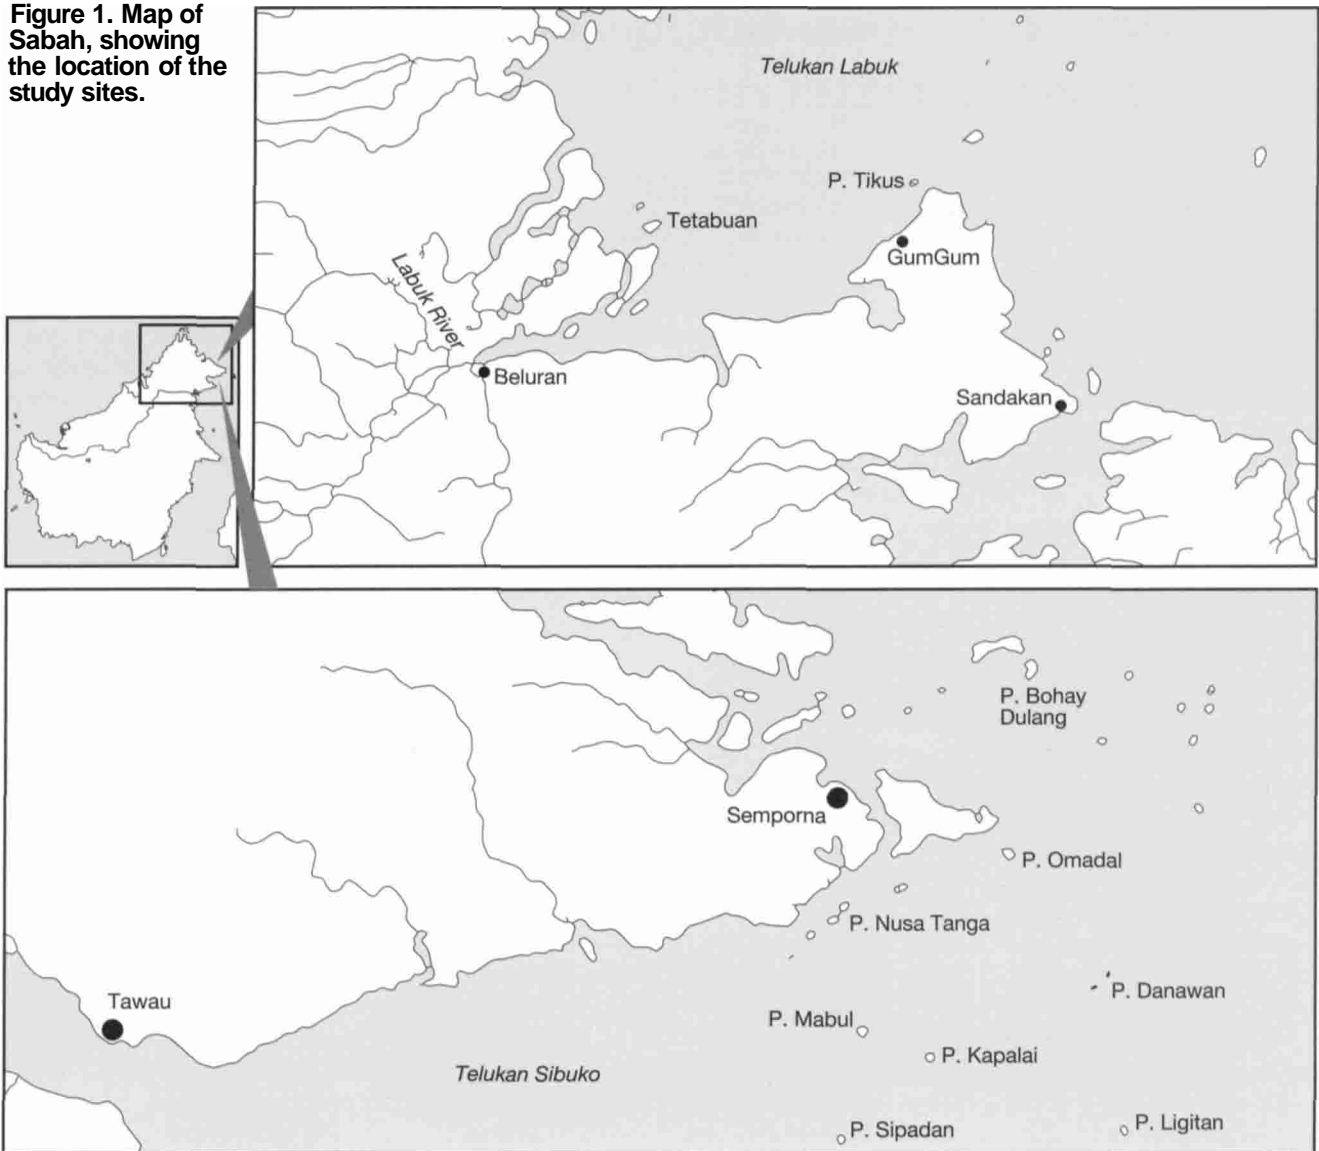 Figure 1. Map of
Sabah, showing
the location of the
study sites.
Telukan Labuk
P. Tikus
Tetabuan
GumGum
Labuk River
Beluran
Sandakan
P. Bohay
Dulang
Semporna
P. Omadal
P. Nusa Tanga
P. Danawan
Tawau
P. Mabul
P. Kapalai
Telukan Sibuko
P. Sipadan
P. Ligitan